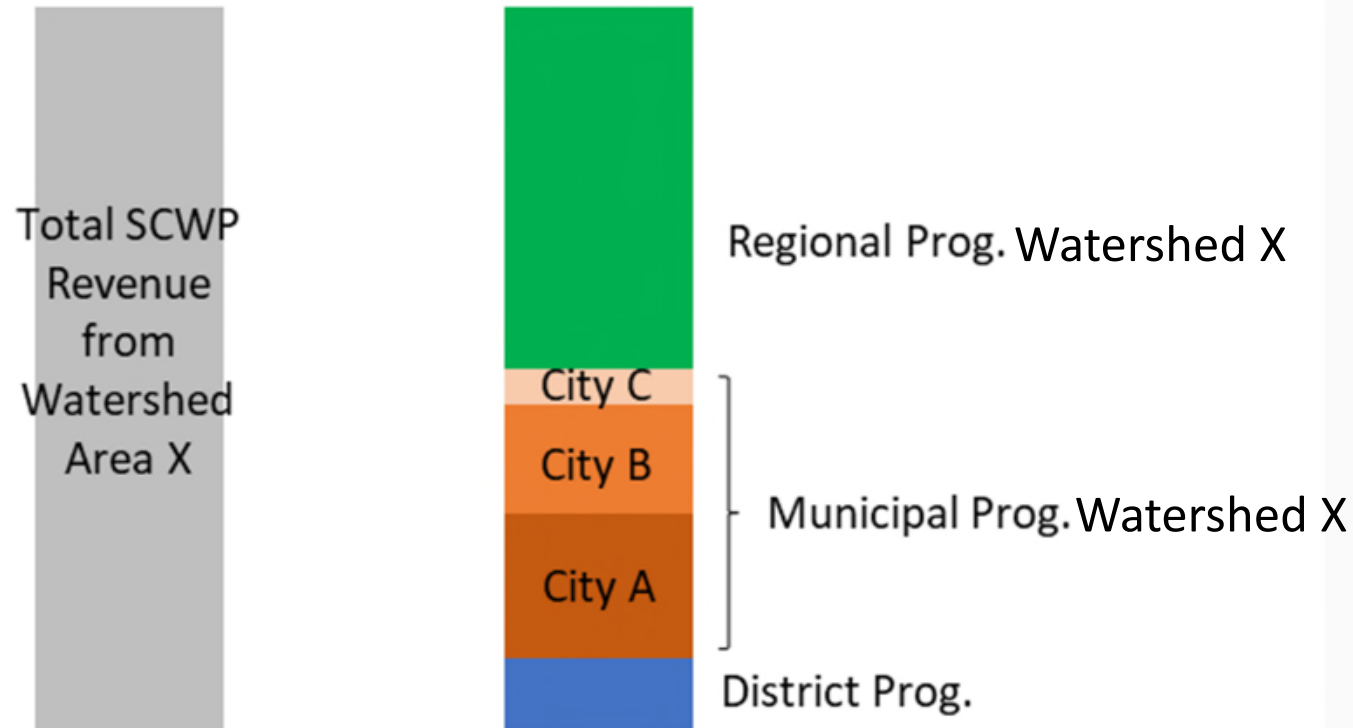 Total SCWP
Revenue
from
Watershed
Area X
Regional Prog. Watershed X
City C
City B
City A
Municipal Prog. Watershed X
District Prog.